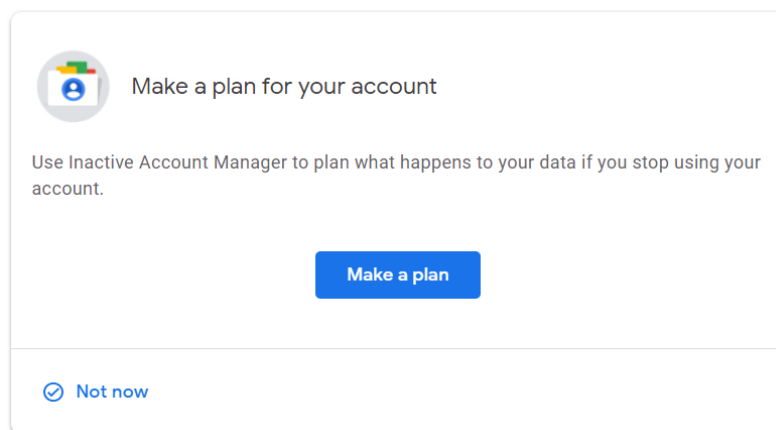 Make a plan for your account
Use Inactive Account Manager to plan what happens to your data if you stop using your
account.
Make a plan
Not now